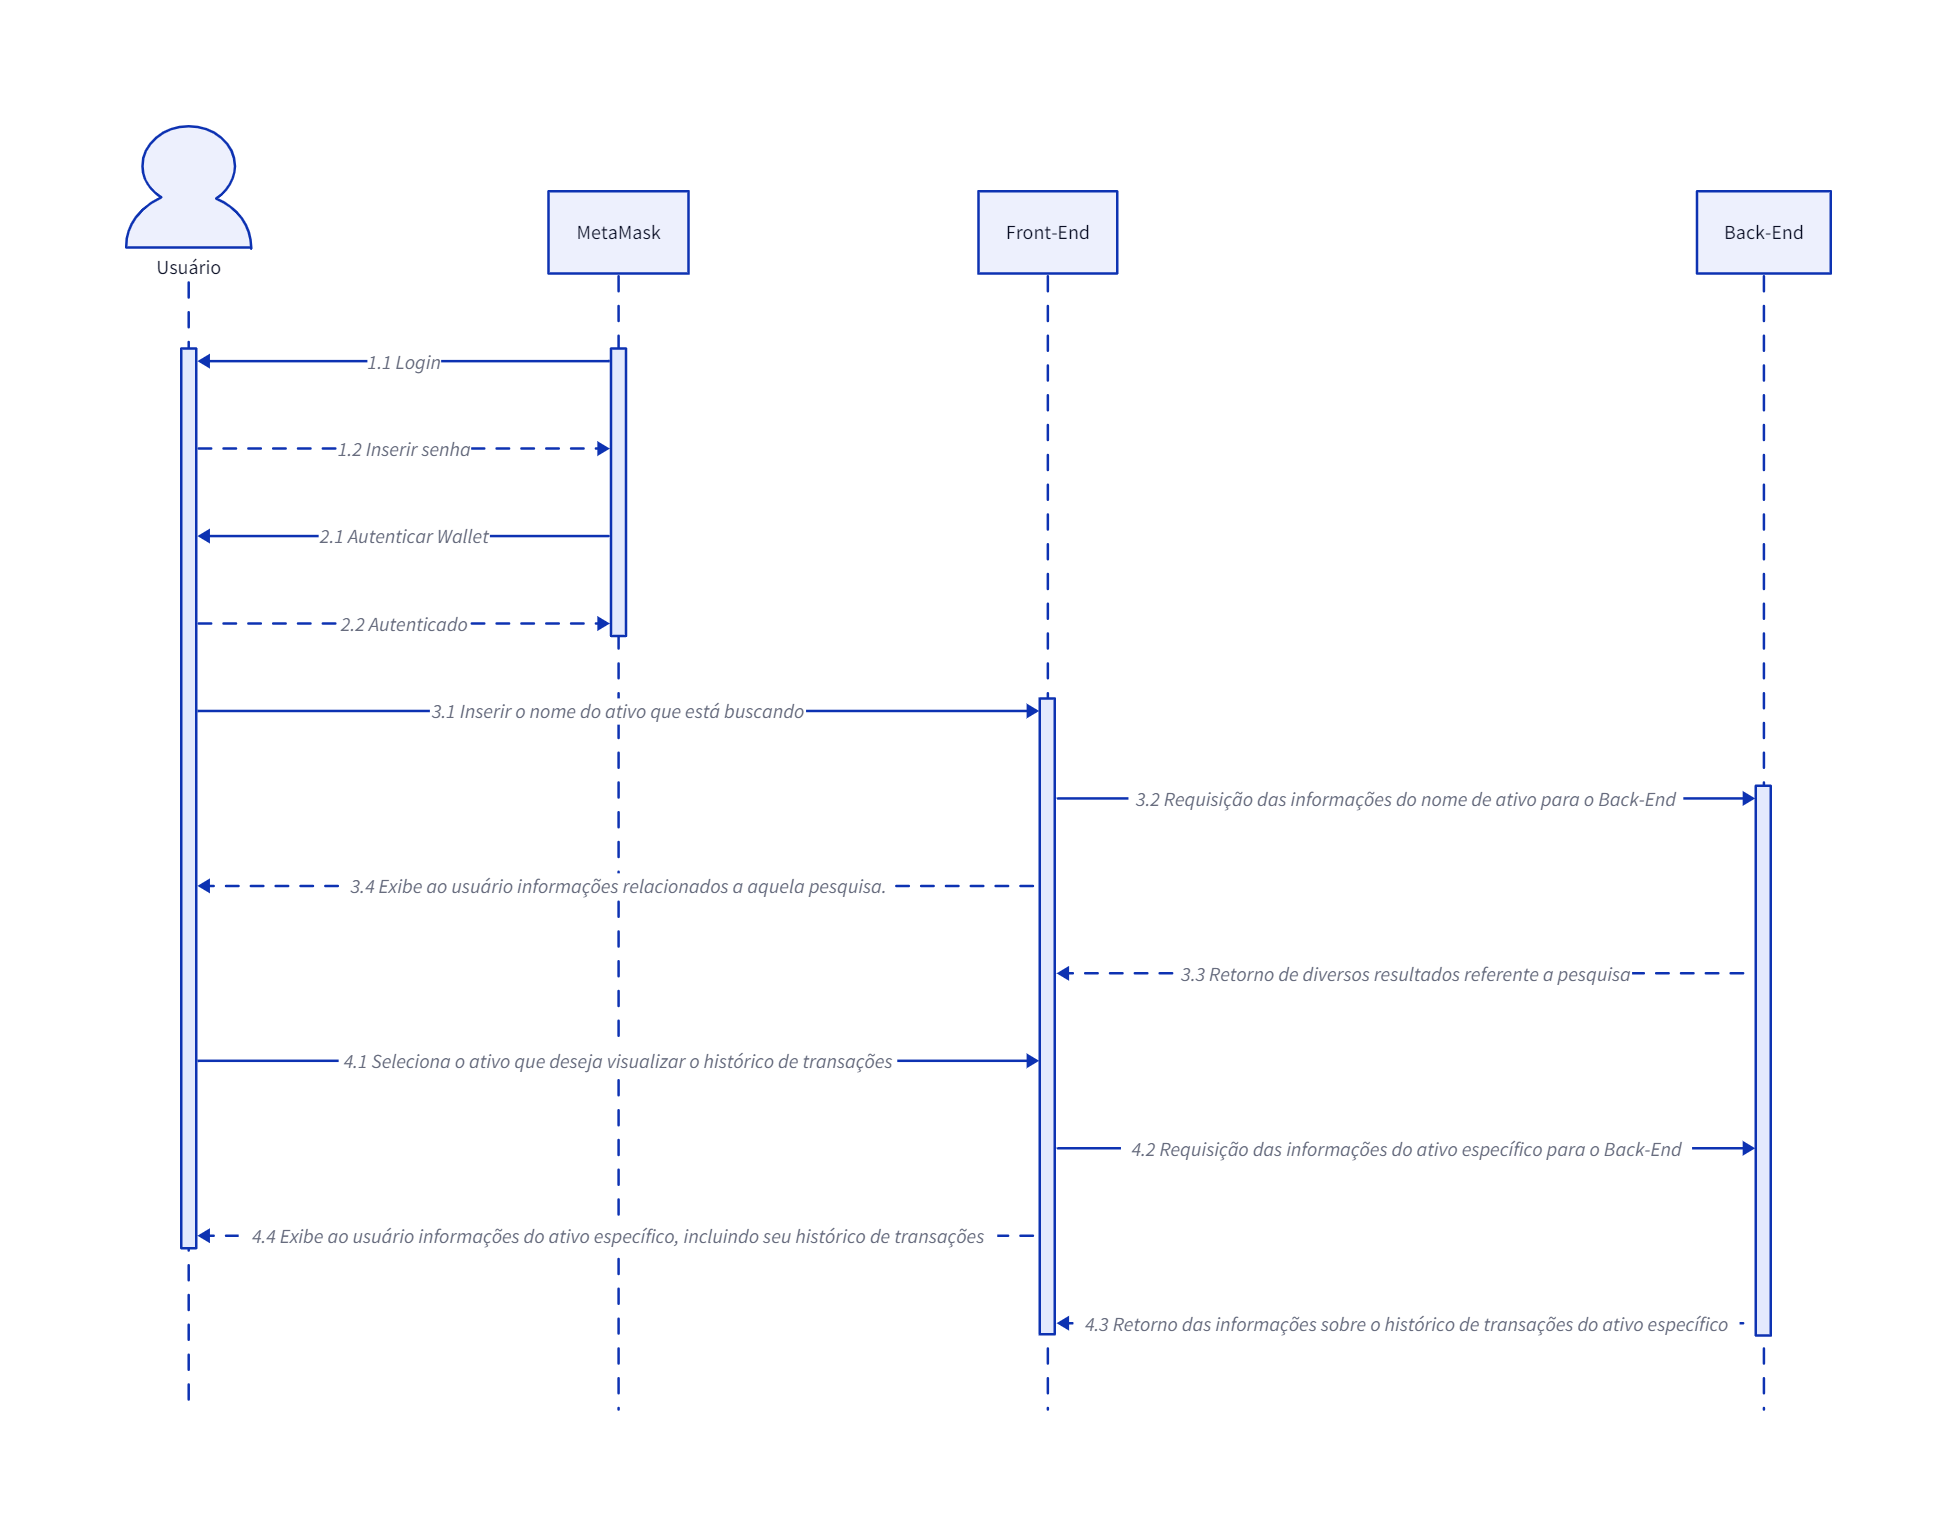 Usuário
MetaMask
Front-End
Back-End
1.1 Login
1.2 Inserir senha
2.1 Autenticar Wallet
2.2 Autenticado
3.1 Inserir o nome do ativo que está buscando
3.2 Requisição das informações do nome de ativo para o Back-End
3.4 Exibe ao usuário informações relacionados a aquela pesquisa.
3.3 Retorno de diversos resultados referente a pesquisa
4.1 Seleciona o ativo que deseja visualizar o histórico de transações
4.2 Requisição das informações do ativo específico para o Back-End
4.4 Exibe ao usuário informações do ativo específico, incluindo seu histórico de transações
4.3 Retorno das informações sobre o histórico de transações do ativo específico